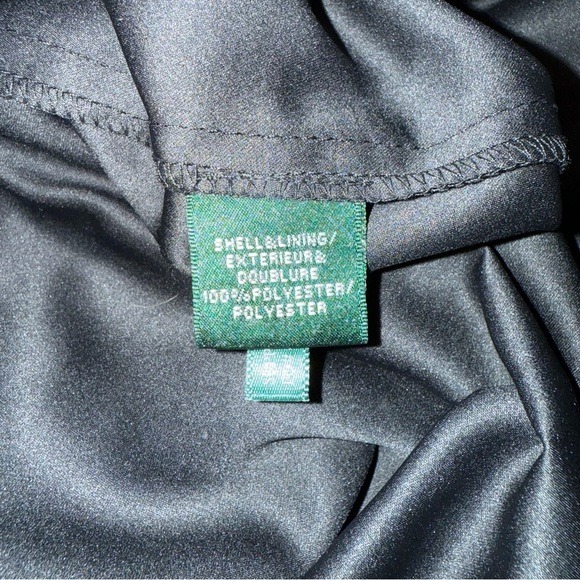 SHELL&LINING/
EXTERIEUR&
DOUBLURE
100%POLYESTER/
POLYESTER